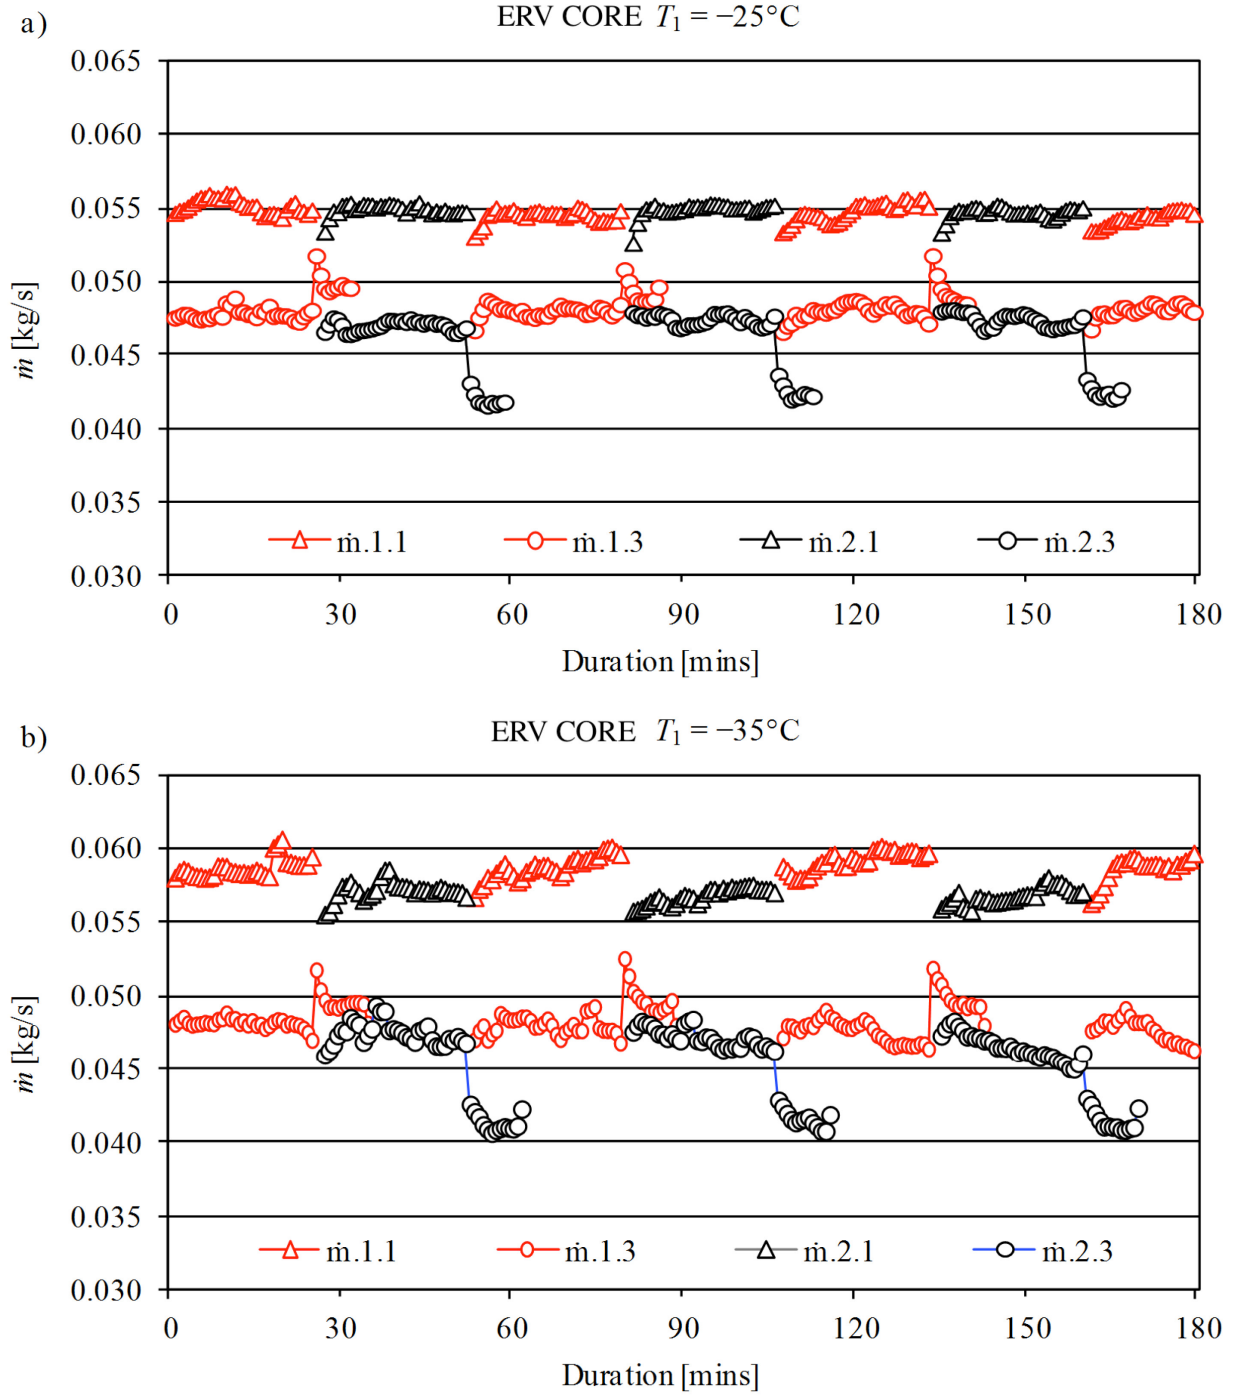 a)
ERV CORE T1 = −25°C
0.065
0.060
0.055
0.050
0.045
0.040
0.035
0.030
ṁ [kg/s]
ṁ.1.1 ṁ.1.3 ṁ.2.1 ṁ.2.3
0 30 60 90 120 150 180
Duration [mins]
b)
ERV CORE T1 = −35°C
0.065
0.060
0.055
0.050
0.045
0.040
0.035
0.030
ṁ [kg/s]
ṁ.1.1 ṁ.1.3 ṁ.2.1 ṁ.2.3
0 30 60 90 120 150 180
Duration [mins]